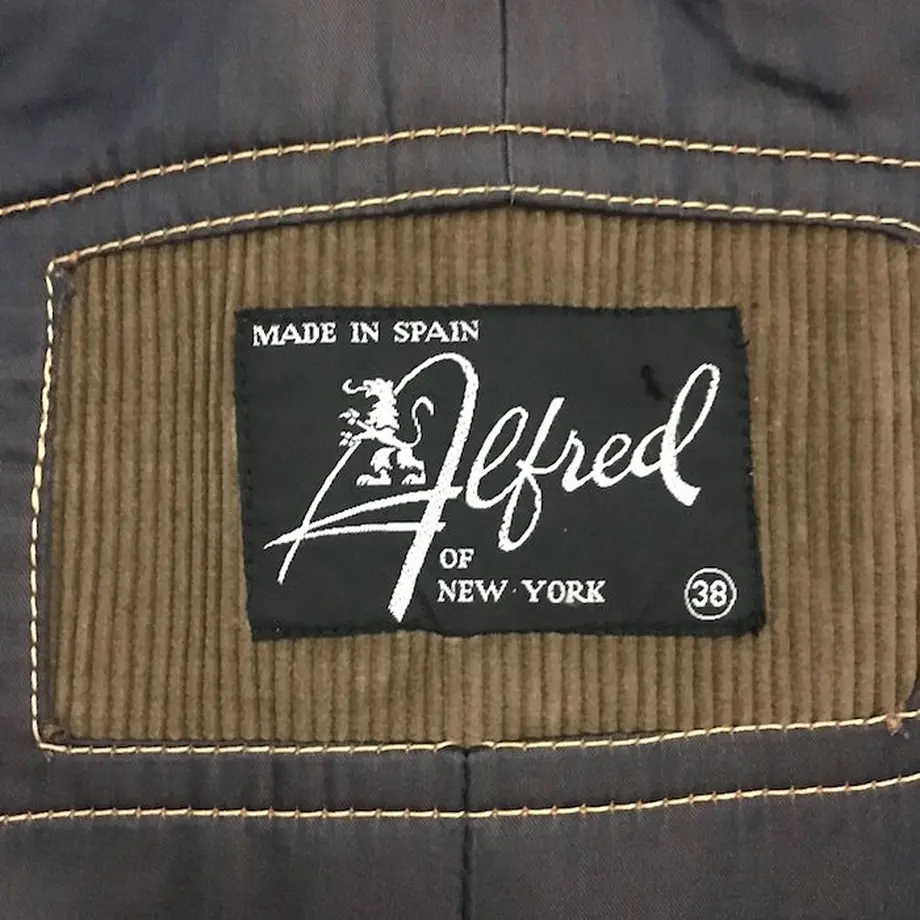 MADE IN SPAIN
Alfred
OF
NEW YORK
38